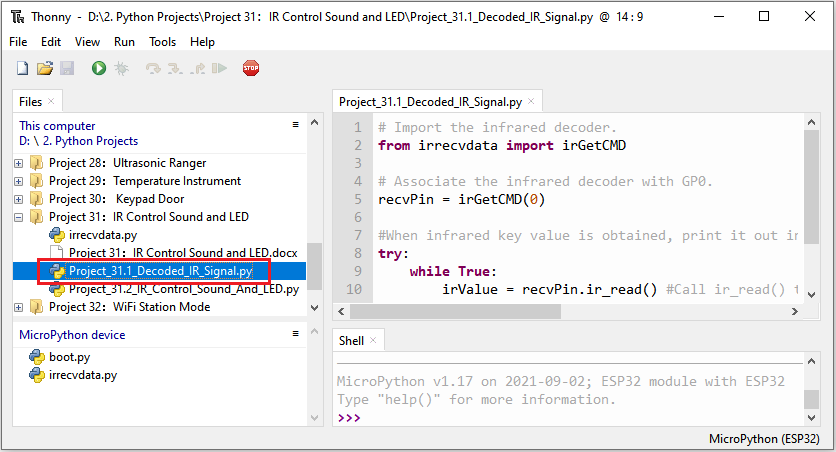 Thonny - D:\2. Python Projects\Project 31：IR Control Sound and LED\Project_31.1_Decoded_IR_Signal.py @ 14 : 9
File Edit View Run Tools Help
STOP
Files ×
This computer
D: \ 2. Python Projects
Project 28：Ultrasonic Ranger
Project 29：Temperature Instrument
Project 30： Keypad Door
Project 31：IR Control Sound and LED
irrecvdata.py
Project 31：IR Control Sound and LED.docx
Project_31.1_Decoded_IR_Signal.py
Project_31.2_IR_Control_Sound_And_LED.py
Project 32：WiFi Station Mode
MicroPython device
boot.py
irrecvdata.py
Project_31.1_Decoded_IR_Signal.py ×
1 # Import the infrared decoder.
2 from irrecvdata import irGetCMD
3
4 # Associate the infrared decoder with GP0.
5 recvPin = irGetCMD(0)
6
7 #When infrared key value is obtained, print it out in
8 try:
9 while True:
10 irValue = recvPin.ir_read() #Call ir_read() t
Shell ×
MicroPython v1.17 on 2021-09-02; ESP32 module with ESP32
Type "help()" for more information.
>>>
MicroPython (ESP32)